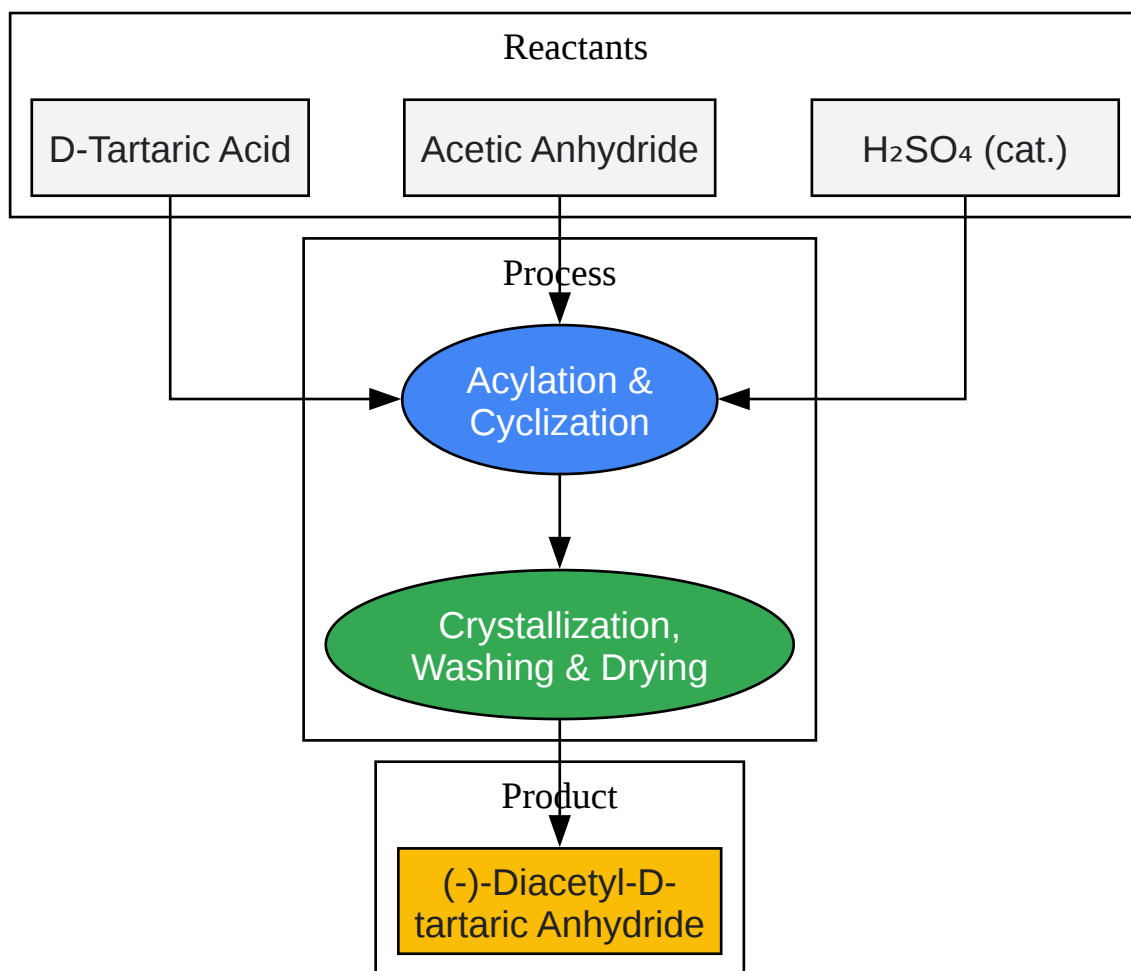 Reactants
D-Tartaric Acid
Acetic Anhydride
H₂SO₄ (cat.)
Process
Acylation &
Cyclization
Crystallization,
Washing & Drying
Product
(-)-Diacetyl-D-
tartaric Anhydride